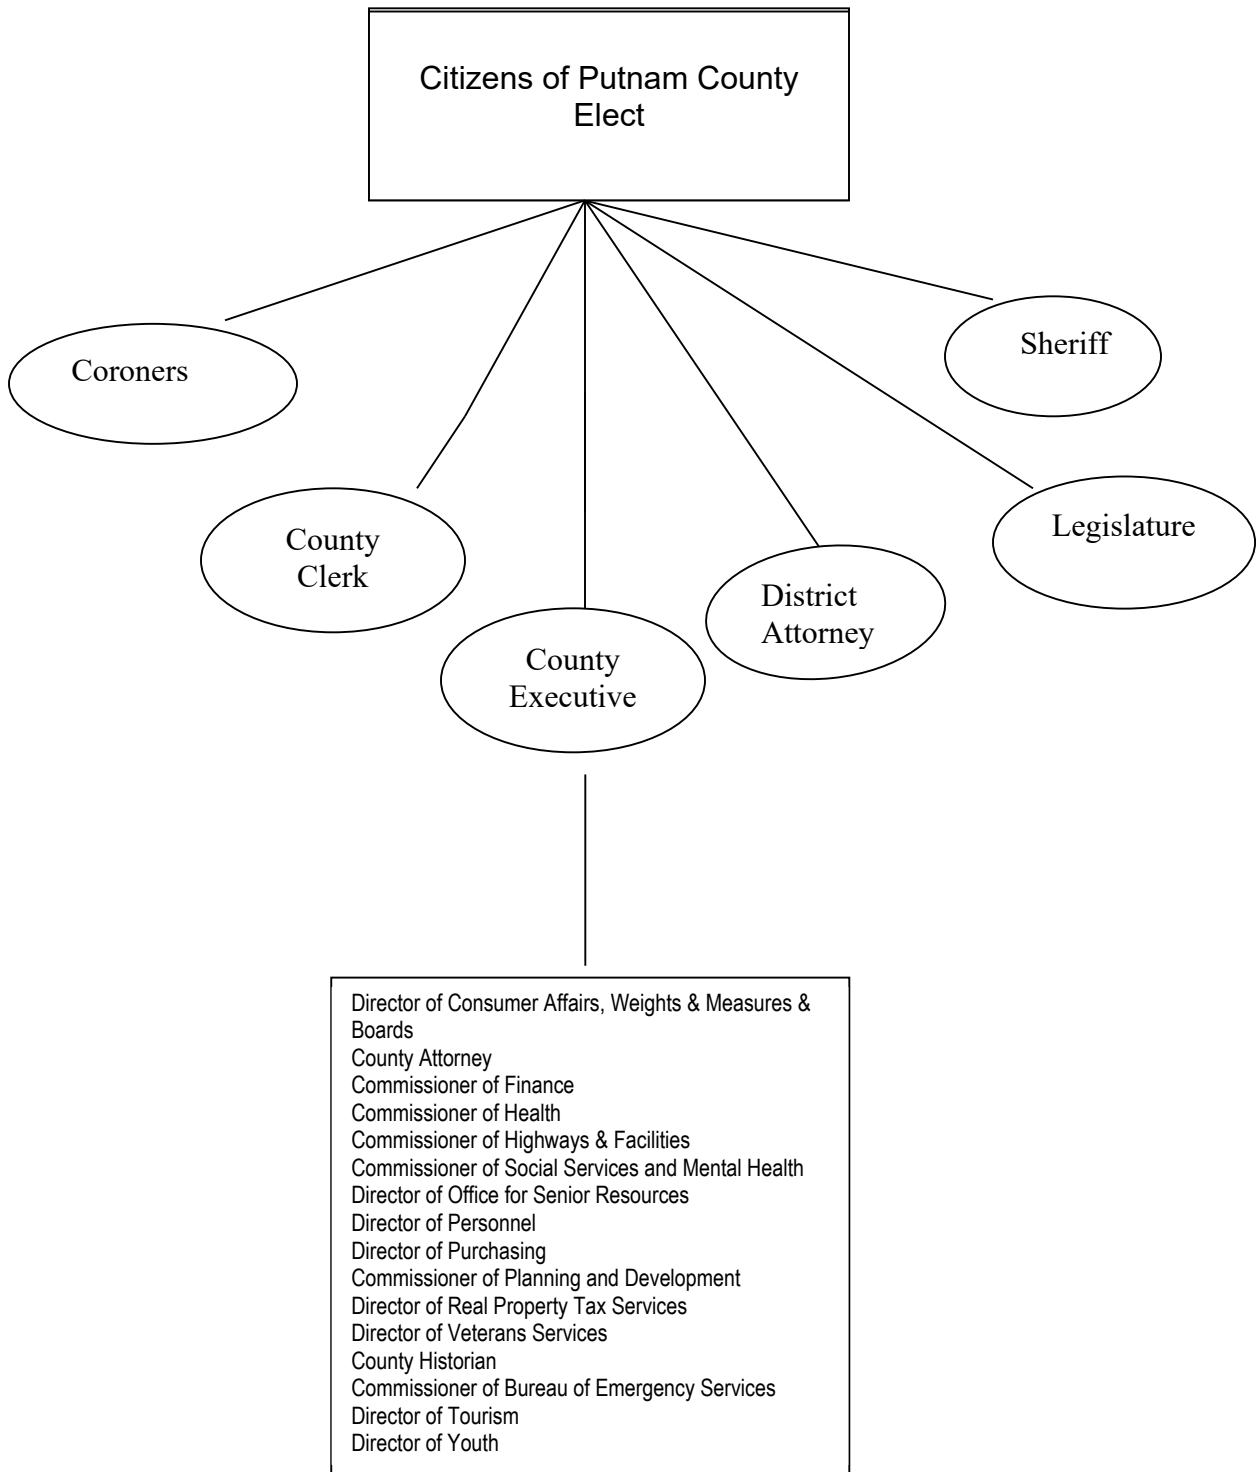 Citizens of Putnam County
Elect
Coroners
Sheriff
County
Clerk
County
Executive
District
Attorney
Legislature
Director of Consumer Affairs, Weights & Measures &
Boards
County Attorney
Commissioner of Finance
Commissioner of Health
Commissioner of Highways & Facilities
Commissioner of Social Services and Mental Health
Director of Office for Senior Resources
Director of Personnel
Director of Purchasing
Commissioner of Planning and Development
Director of Real Property Tax Services
Director of Veterans Services
County Historian
Commissioner of Bureau of Emergency Services
Director of Tourism
Director of Youth